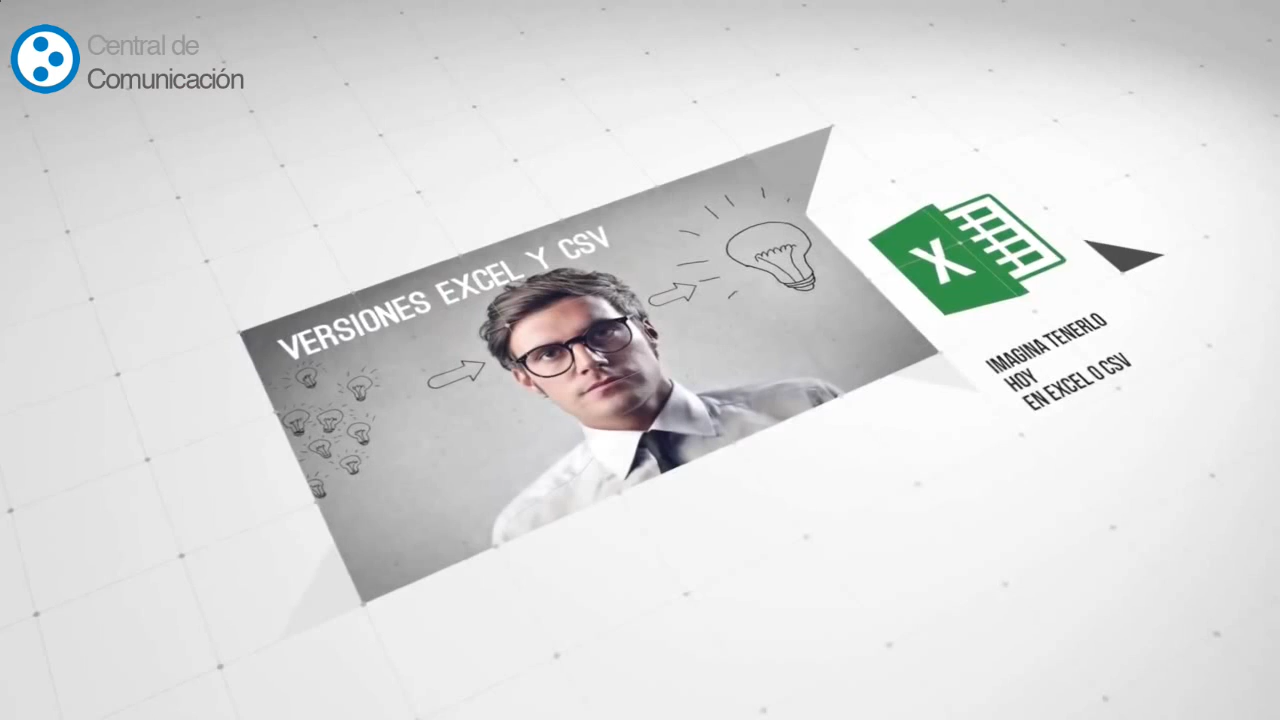 Central de
Comunicación
VERSIONES EXCEL Y CSV
X
IMAGINA TENERLO
HOY
EN EXCEL O CSV